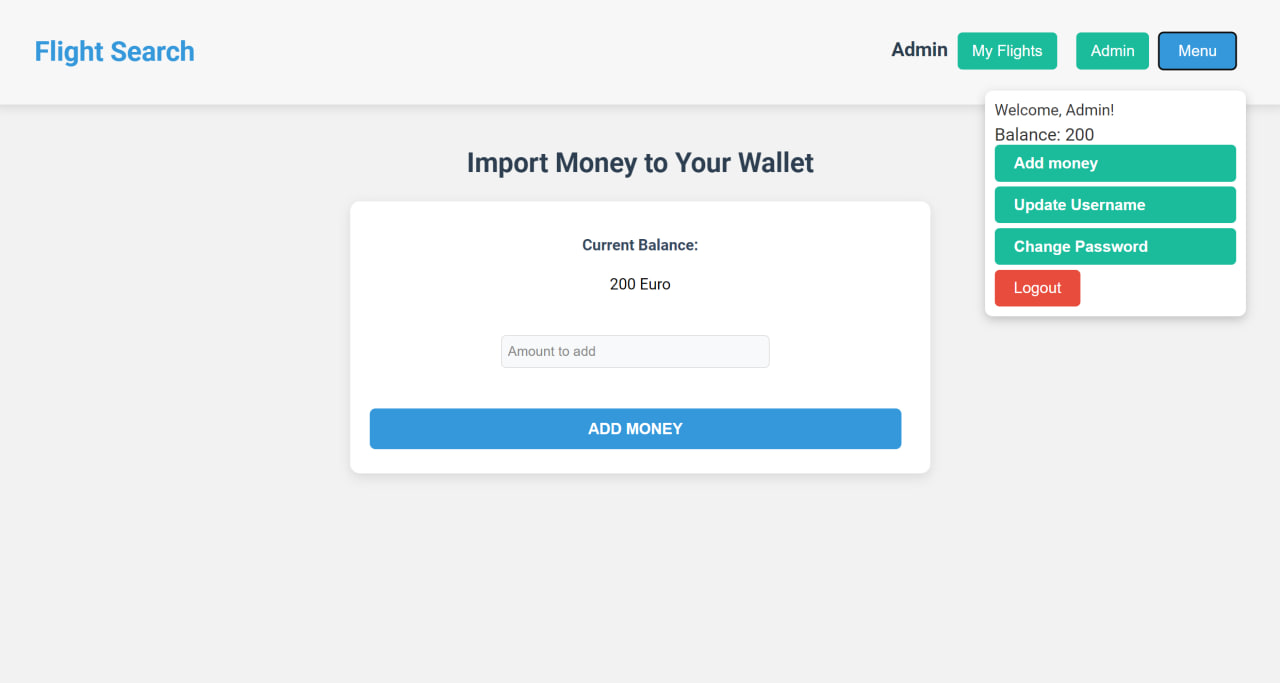 Flight Search
Admin
My Flights
Admin
Menu
Welcome, Admin!
Balance: 200
Add money
Update Username
Change Password
Logout
Import Money to Your Wallet
Current Balance:
200 Euro
Amount to add
ADD MONEY